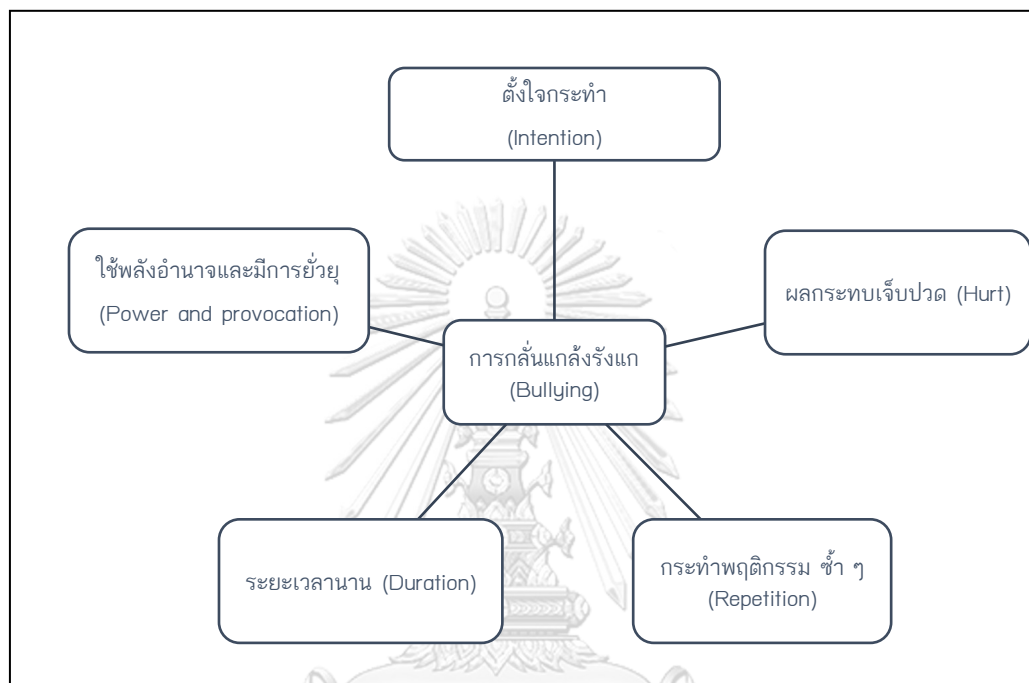 ตั้งใจกระทำ
(Intention)
ใช้พลังอำนาจและมีการยั่วยุ
(Power and provocation)
ผลกระทบเจ็บปวด (Hurt)
การกลั่นแกล้งรังแก
(Bullying)
ระยะเวลานาน (Duration)
กระทำพฤติกรรม ซ้ำ ๆ
(Repetition)